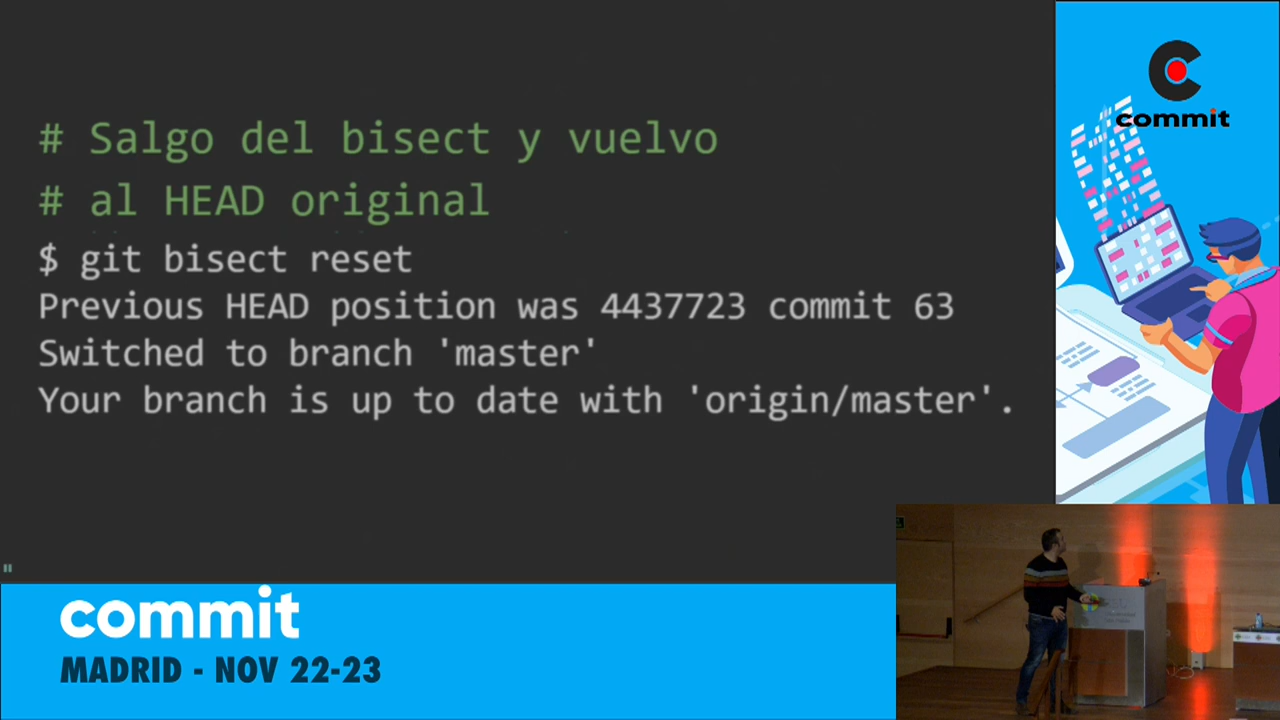 # Salgo del bisect y vuelvo
# al HEAD original
$ git bisect reset
Previous HEAD position was 4437723 commit 63
Switched to branch 'master'
Your branch is up to date with 'origin/master'.
"
commit
commit
MADRID - NOV 22-23